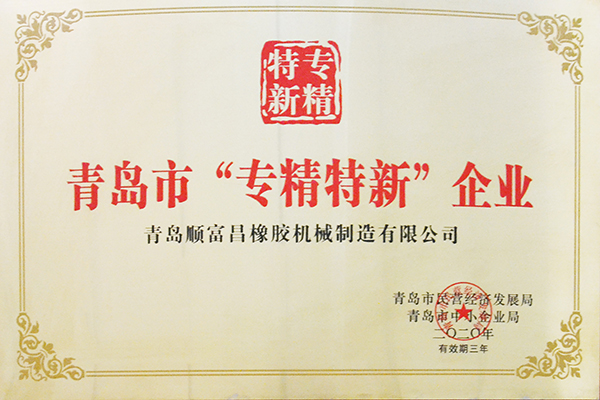 专精
特新
青岛市“专精特新”企业
青岛顺富昌橡胶机械制造有限公司
青岛市民营经济发展局
青岛市中小企业局
二〇二〇年
有效期三年